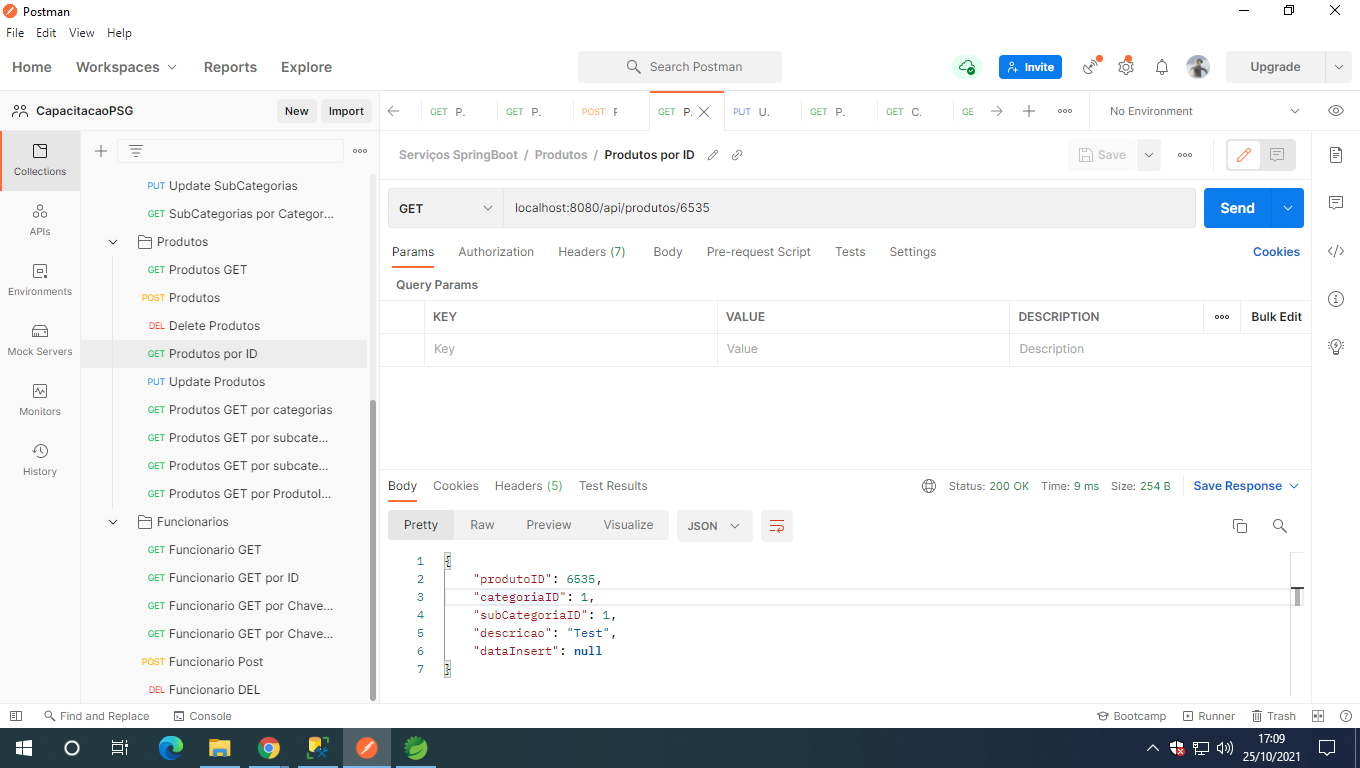 Postman
File Edit View Help
Home Workspaces Reports Explore Search Postman Invite Upgrade
CapacitacaoPSG New Import
GET P. GET P. POST F GET P. PUT U. GET P. GET C. GE No Environment
Collections
APIs
Environments
Mock Servers
Monitors
History
PUT Update SubCategorias
GET SubCategorias por Categor...
Produtos
GET Produtos GET
POST Produtos
DEL Delete Produtos
GET Produtos por ID
PUT Update Produtos
GET Produtos GET por categorias
GET Produtos GET por subcate...
GET Produtos GET por subcate...
GET Produtos GET por ProdutoI...
Funcionarios
GET Funcionario GET
GET Funcionario GET por ID
GET Funcionario GET por Chave...
GET Funcionario GET por Chave...
POST Funcionario Post
DEL Funcionario DEL
Serviços SpringBoot / Produtos / Produtos por ID Save
GET localhost:8080/api/produtos/6535 Send
Params Authorization Headers (7) Body Pre-request Script Tests Settings Cookies
Query Params
KEY VALUE DESCRIPTION Bulk Edit
Key Value Description
Body Cookies Headers (5) Test Results Status: 200 OK Time: 9 ms Size: 254 B Save Response
Pretty Raw Preview Visualize JSON
1 {
2 "produtoID": 6535,
3 "categoriaID": 1,
4 "subCategoriaID": 1,
5 "descricao": "Test",
6 "dataInsert": null
7 }
Find and Replace Console Bootcamp Runner Trash
17:09
25/10/2021